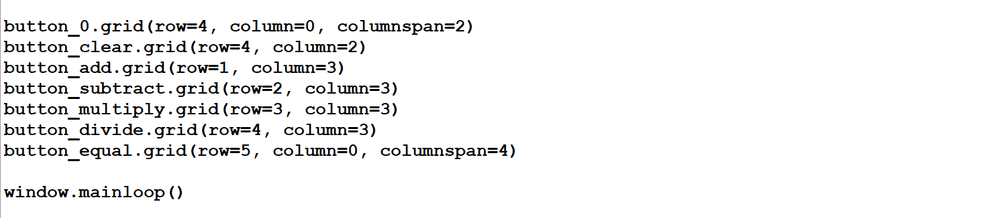 button_0.grid(row=4, column=0, columnspan=2)
button_clear.grid(row=4, column=2)
button_add.grid(row=1, column=3)
button_subtract.grid(row=2, column=3)
button_multiply.grid(row=3, column=3)
button_divide.grid(row=4, column=3)
button_equal.grid(row=5, column=0, columnspan=4)
window.mainloop()